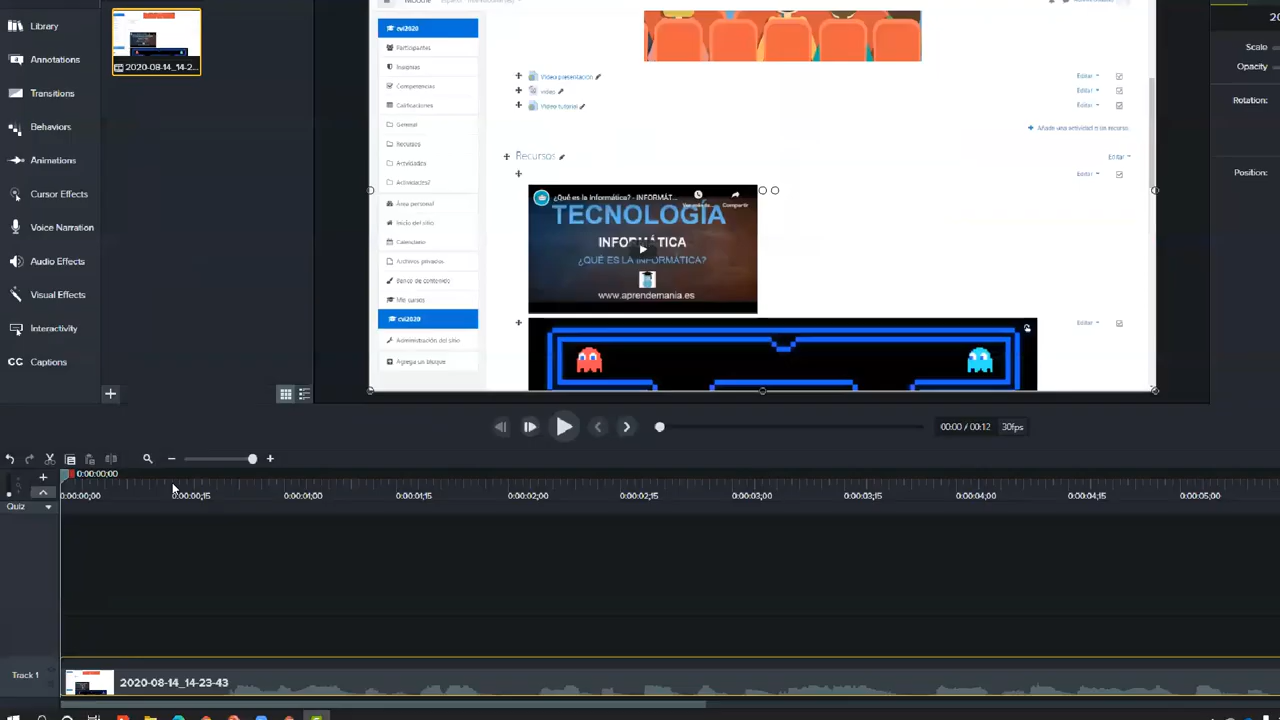 Library
Annotations
Transitions
Behaviors
Animations
Cursor Effects
Voice Narration
Audio Effects
Visual Effects
Interactivity
Captions
2020-08-14_14-2...
cvi2020
Participantes
Insignias
Competencias
Calificaciones
General
Recursos
Actividades
Actividades2
Área personal
Inicio del sitio
Calendario
Archivos privados
Banco de contenidos
Mis cursos
cvi2020
Administración del sitio
Agrega un bloque
Video presentación
Editar
video
Editar
Video tutorial
Editar
Añade una actividad o un recurso
Recursos
Editar
Editar
¿Qué es la Informática? - INFORMÁT...
Compartir
TECNOLOGÍA
INFORMÁTICA
¿QUÉ ES LA INFORMÁTICA?
www.aprendemania.es
Editar
Scale
Opacity
Rotation:
Position:
00:00 / 00:12 30fps
0:00:00;00
0:00:00;00 0:00:00;15 0:00:01;00 0:00:01;15 0:00:02;00 0:00:02;15 0:00:03;00 0:00:03;15 0:00:04;00 0:00:04;15 0:00:05;00
Quiz
Track 1
2020-08-14_14-23-43